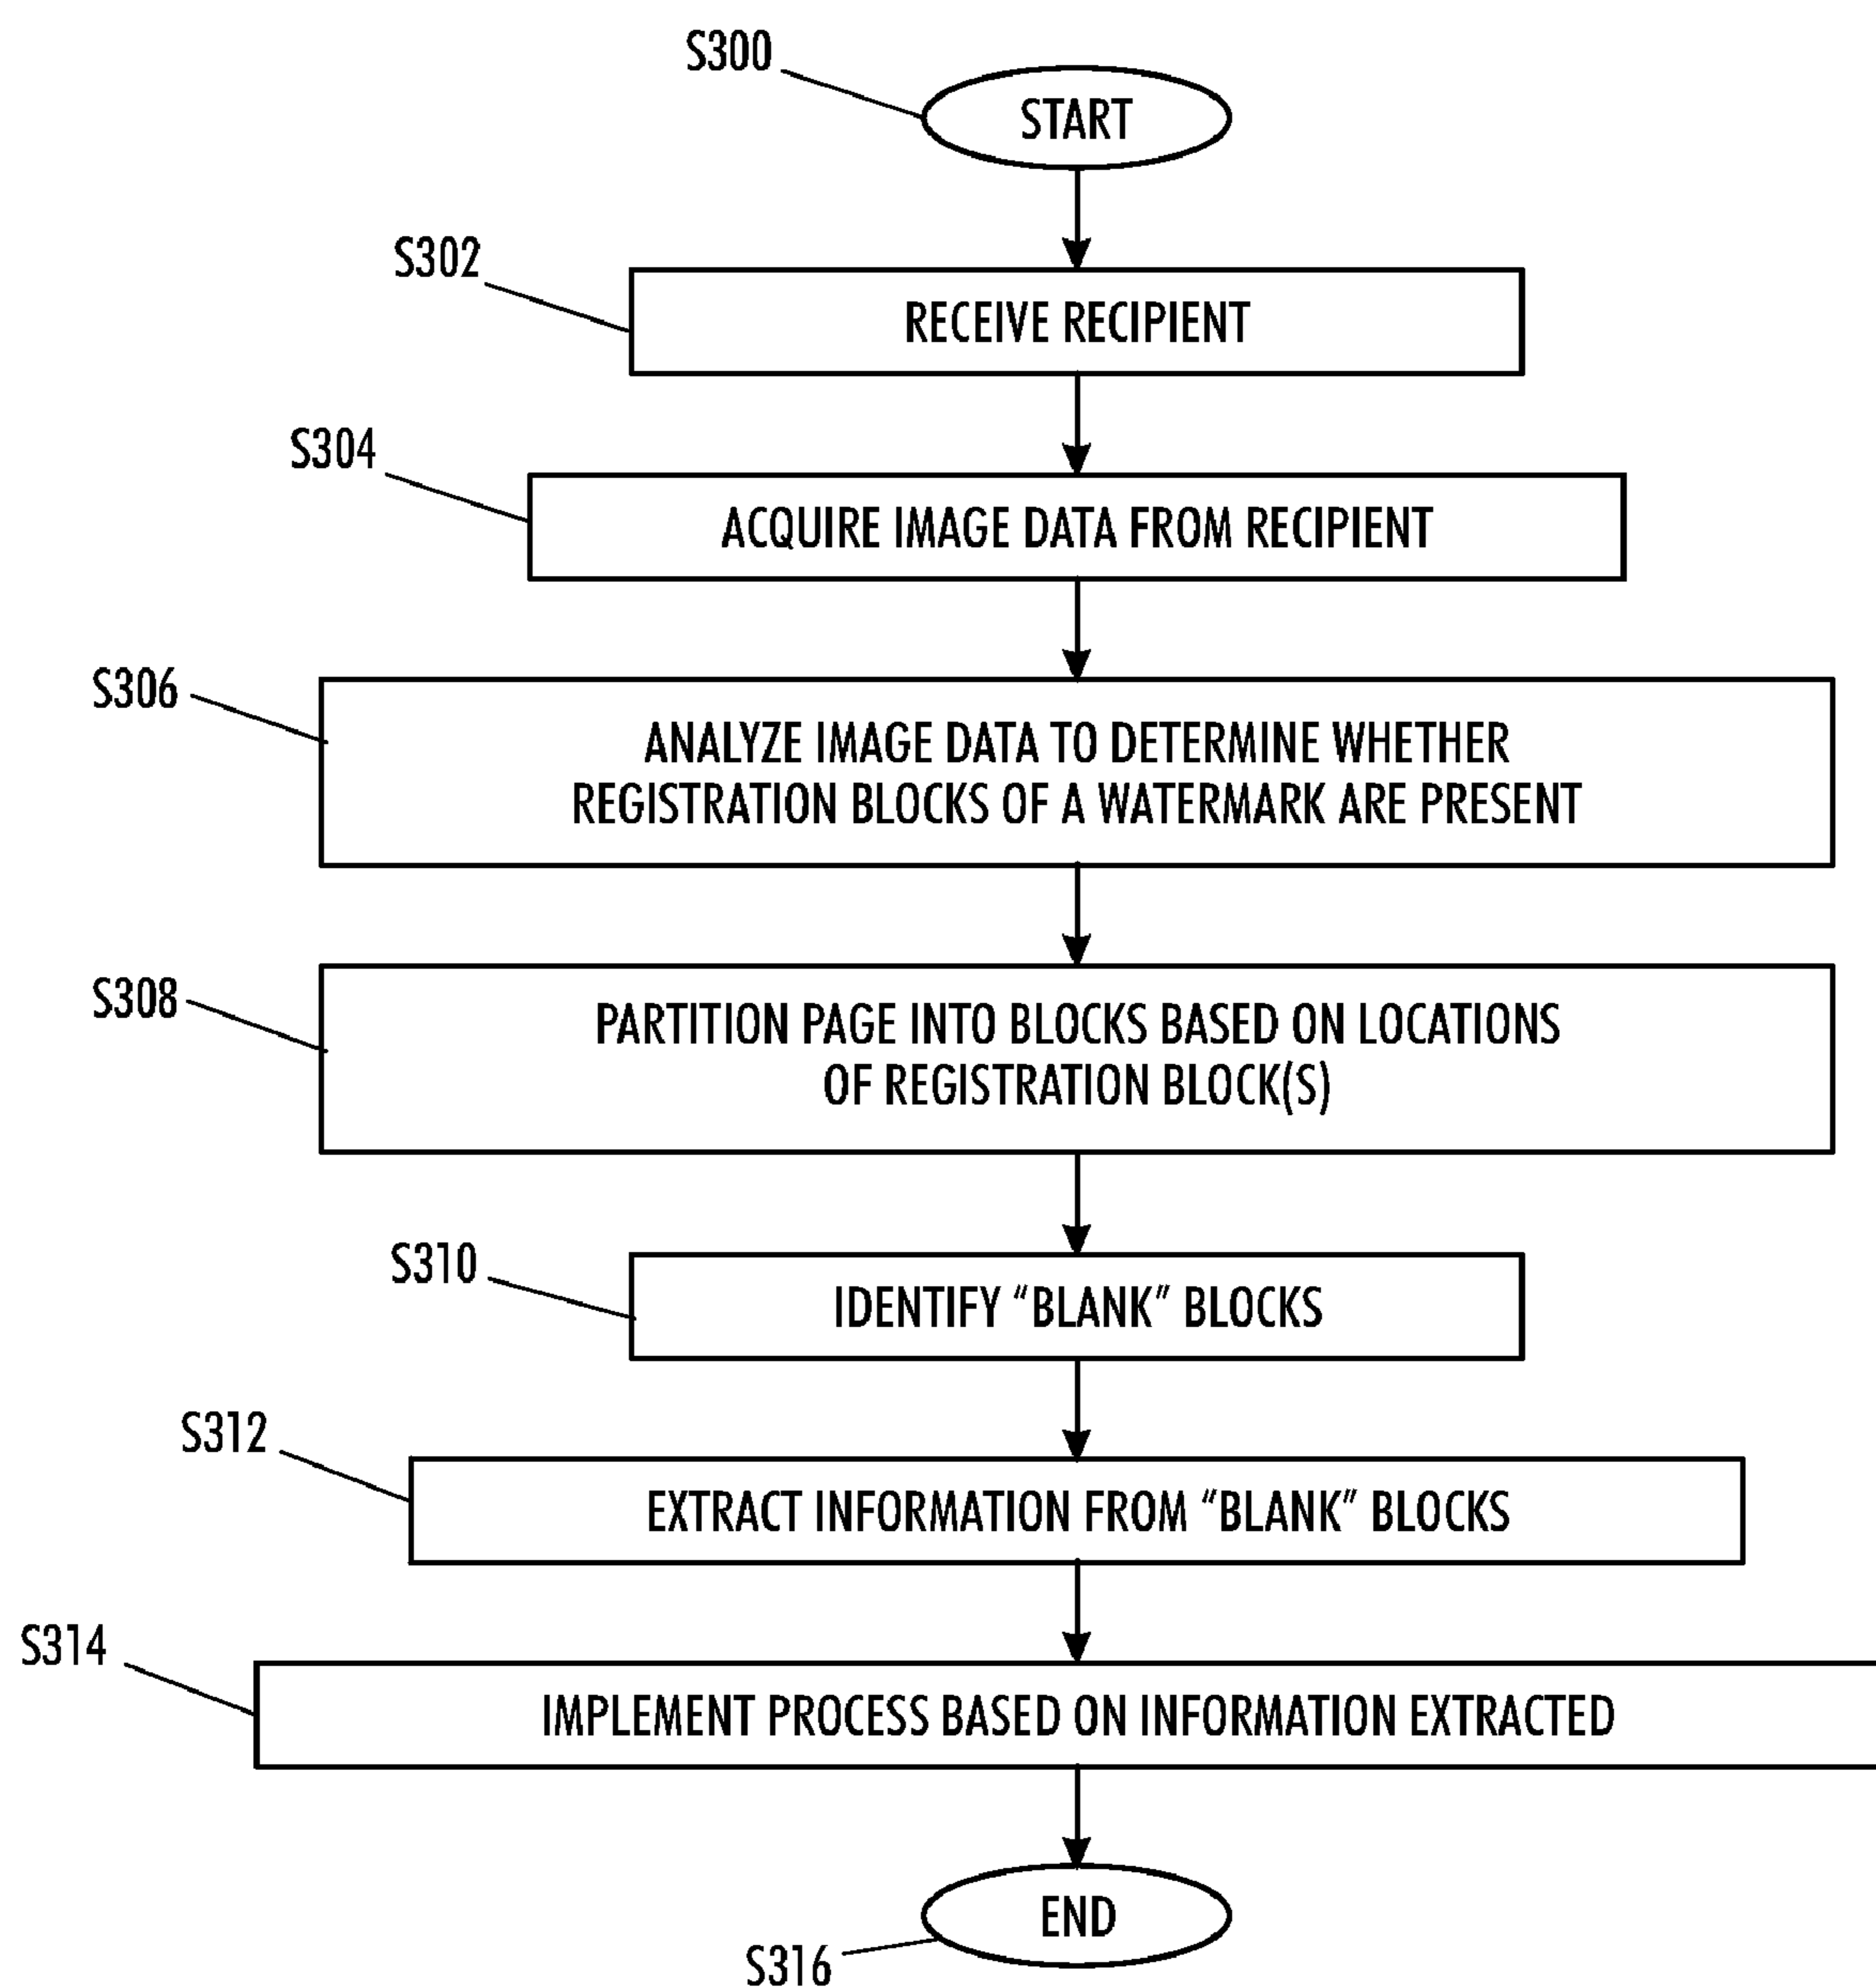 S300
START
S302
RECEIVE RECIPIENT
S304
ACQUIRE IMAGE DATA FROM RECIPIENT
S306
ANALYZE IMAGE DATA TO DETERMINE WHETHER
REGISTRATION BLOCKS OF A WATERMARK ARE PRESENT
S308
PARTITION PAGE INTO BLOCKS BASED ON LOCATIONS
OF REGISTRATION BLOCK(S)
S310
IDENTIFY “BLANK” BLOCKS
S312
EXTRACT INFORMATION FROM “BLANK” BLOCKS
S314
IMPLEMENT PROCESS BASED ON INFORMATION EXTRACTED
END
S316